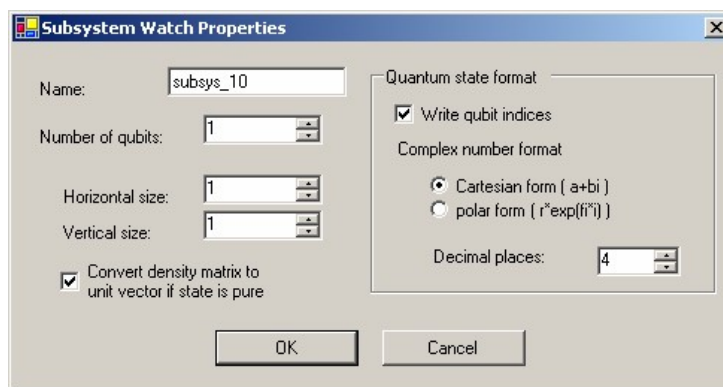 Subsystem Watch Properties
Name:
subsys_10
Number of qubits:
1
Horizontal size:
1
Vertical size:
1
Convert density matrix to
unit vector if state is pure
Quantum state format
Write qubit indices
Complex number format
Cartesian form ( a+bi )
polar form ( r*exp(fi*i) )
Decimal places:
4
OK
Cancel